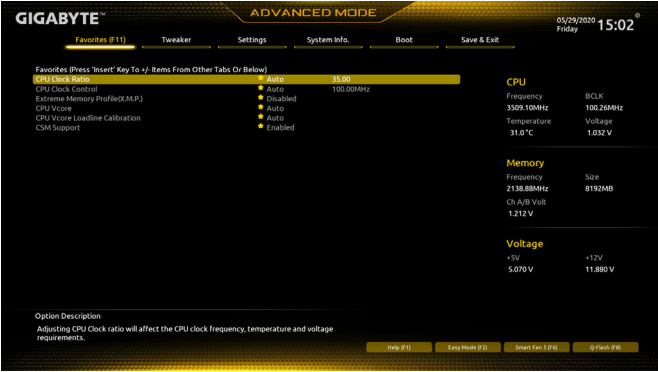 GIGABYTE™
ADVANCED MODE
05/29/2020
Friday
15:02
Favorites (F11) Tweaker Settings System Info. Boot Save & Exit
Favorites (Press 'Insert' Key To +/- Items From Other Tabs Or Below)
CPU Clock Ratio Auto 35.00
CPU Clock Control Auto 100.00MHz
Extreme Memory Profile(X.M.P.) Disabled
CPU Vcore Auto
CPU Vcore Loadline Calibration Auto
CSM Support Enabled
CPU
Frequency BCLK
3509.10MHz 100.26MHz
Temperature Voltage
31.0 °C 1.032 V
Memory
Frequency Size
2138.88MHz 8192MB
Ch A/B Volt
1.212 V
Voltage
+5V +12V
5.070 V 11.880 V
Option Description
Adjusting CPU Clock ratio will affect the CPU clock frequency, temperature and voltage
requirements.
Help (F1) Easy Mode (F2) Smart Fan 5 (F6) Q-Flash (F8)